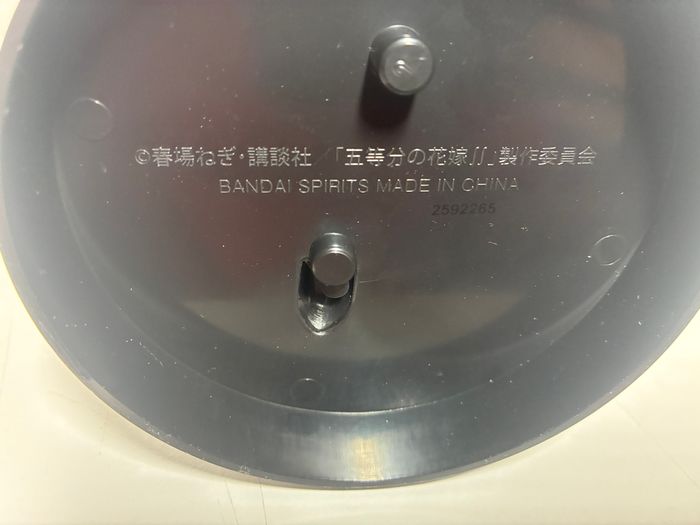 ©春場ねぎ・講談社／「五等分の花嫁∬」製作委員会
BANDAI SPIRITS MADE IN CHINA
2592265